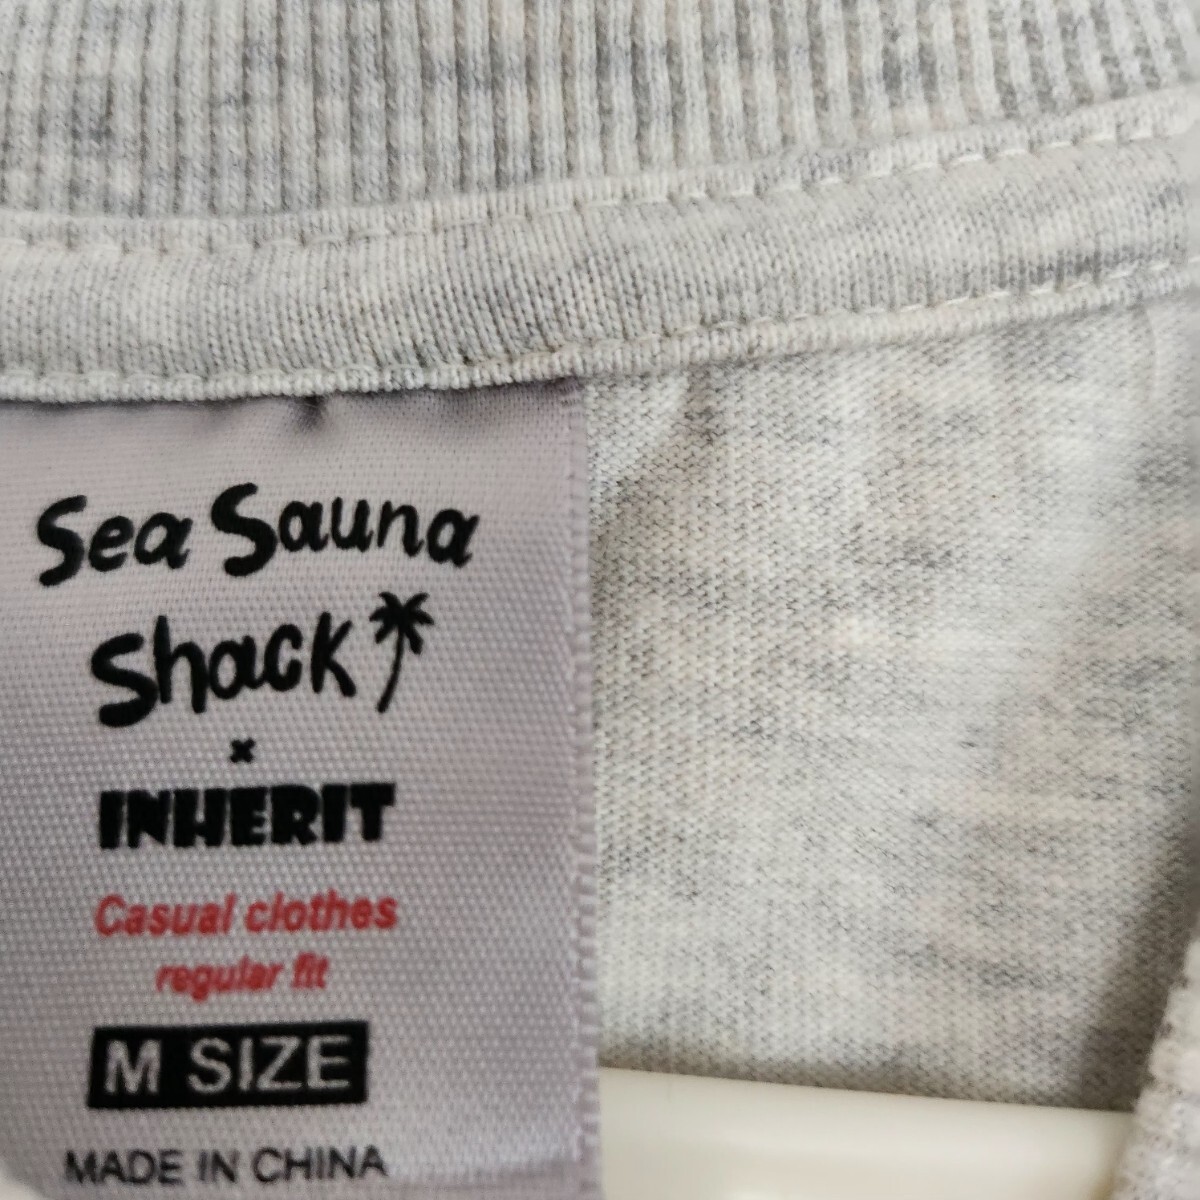 Sea Sauna
Shack
×
INHERIT
Casual clothes
regular fit
M SIZE
MADE IN CHINA